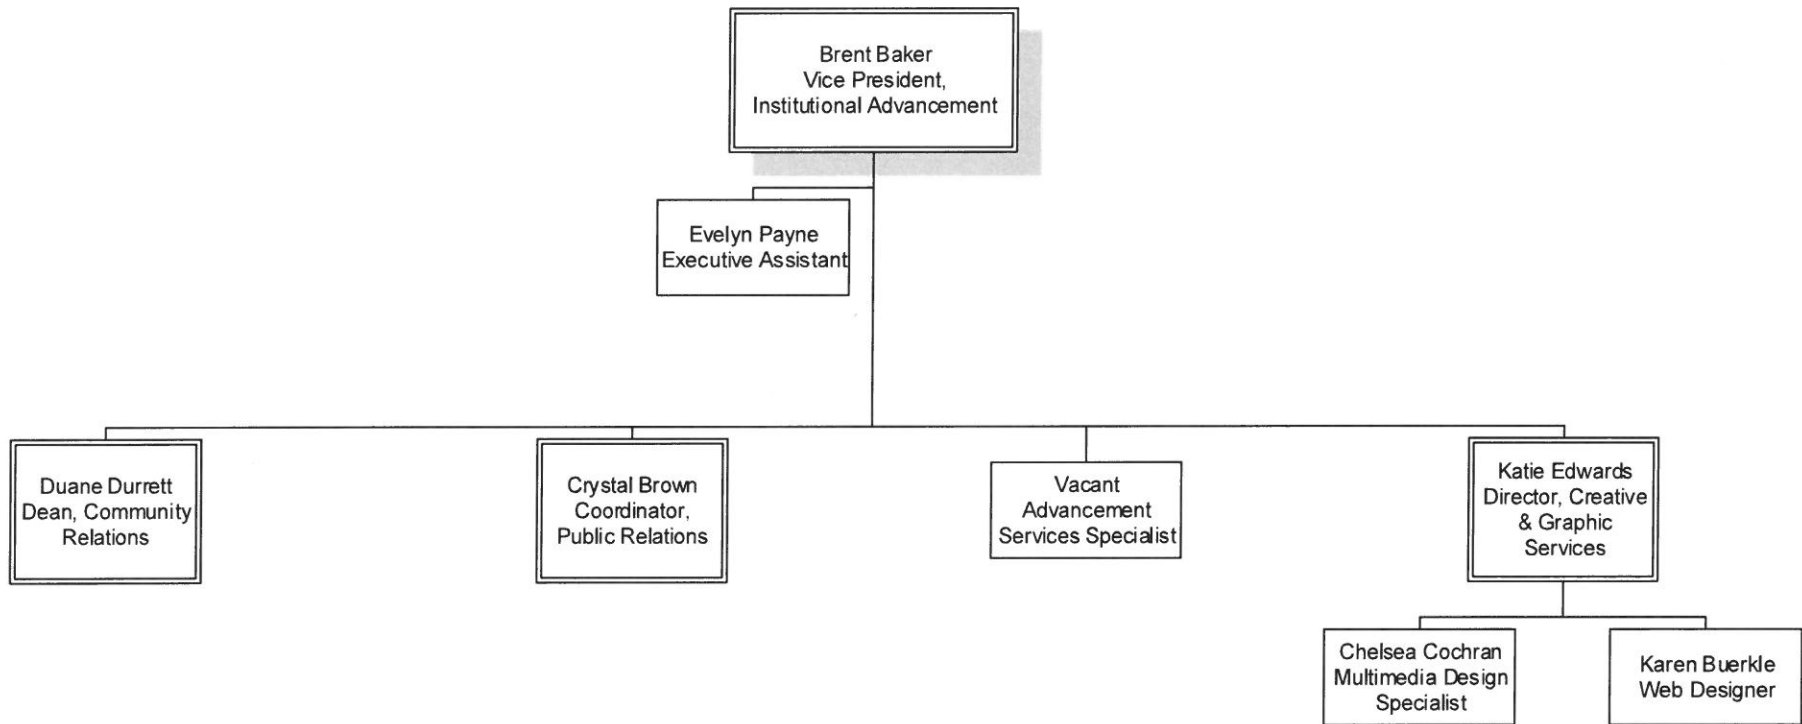 Brent Baker
Vice President,
Institutional Advancement
Evelyn Payne
Executive Assistant
Duane Durrett
Dean, Community
Relations
Crystal Brown
Coordinator,
Public Relations
Vacant
Advancement
Services Specialist
Katie Edwards
Director, Creative
& Graphic
Services
Chelsea Cochran
Multimedia Design
Specialist
Karen Buerkle
Web Designer